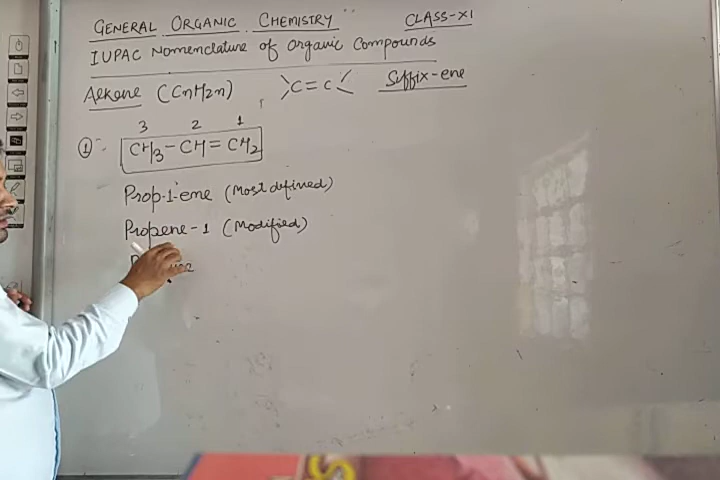 GENERAL ORGANIC CHEMISTRY
CLASS-XI
IUPAC Nomenclature of Organic Compounds
Alkene (CnH2n) >C=C< Suffix-ene
3 2 1
① CH3-CH=CH2
Prop-1-ene (Most defined)
Propene-1 (Modified)